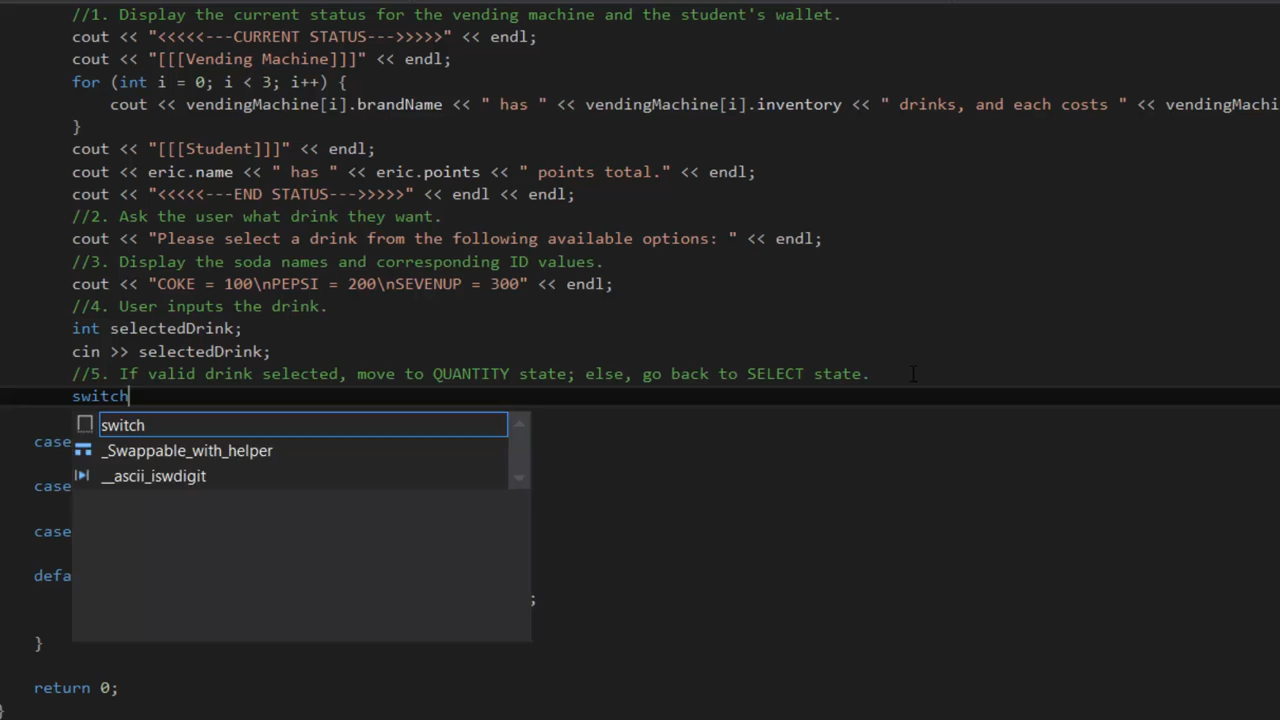 //1. Display the current status for the vending machine and the student's wallet.
cout << "<<<<<---CURRENT STATUS--->>>>>" << endl;
cout << "[[[Vending Machine]]]" << endl;
for (int i = 0; i < 3; i++) {
cout << vendingMachine[i].brandName << " has " << vendingMachine[i].inventory << " drinks, and each costs " << vendingMachi
}
cout << "[[[Student]]]" << endl;
cout << eric.name << " has " << eric.points << " points total." << endl;
cout << "<<<<<---END STATUS--->>>>>" << endl << endl;
//2. Ask the user what drink they want.
cout << "Please select a drink from the following available options: " << endl;
//3. Display the soda names and corresponding ID values.
cout << "COKE = 100\nPEPSI = 200\nSEVENUP = 300" << endl;
//4. User inputs the drink.
int selectedDrink;
cin >> selectedDrink;
//5. If valid drink selected, move to QUANTITY state; else, go back to SELECT state.
switch
switch
_Swappable_with_helper
__ascii_iswdigit
case
case
case
defa
;
}
return 0;
}